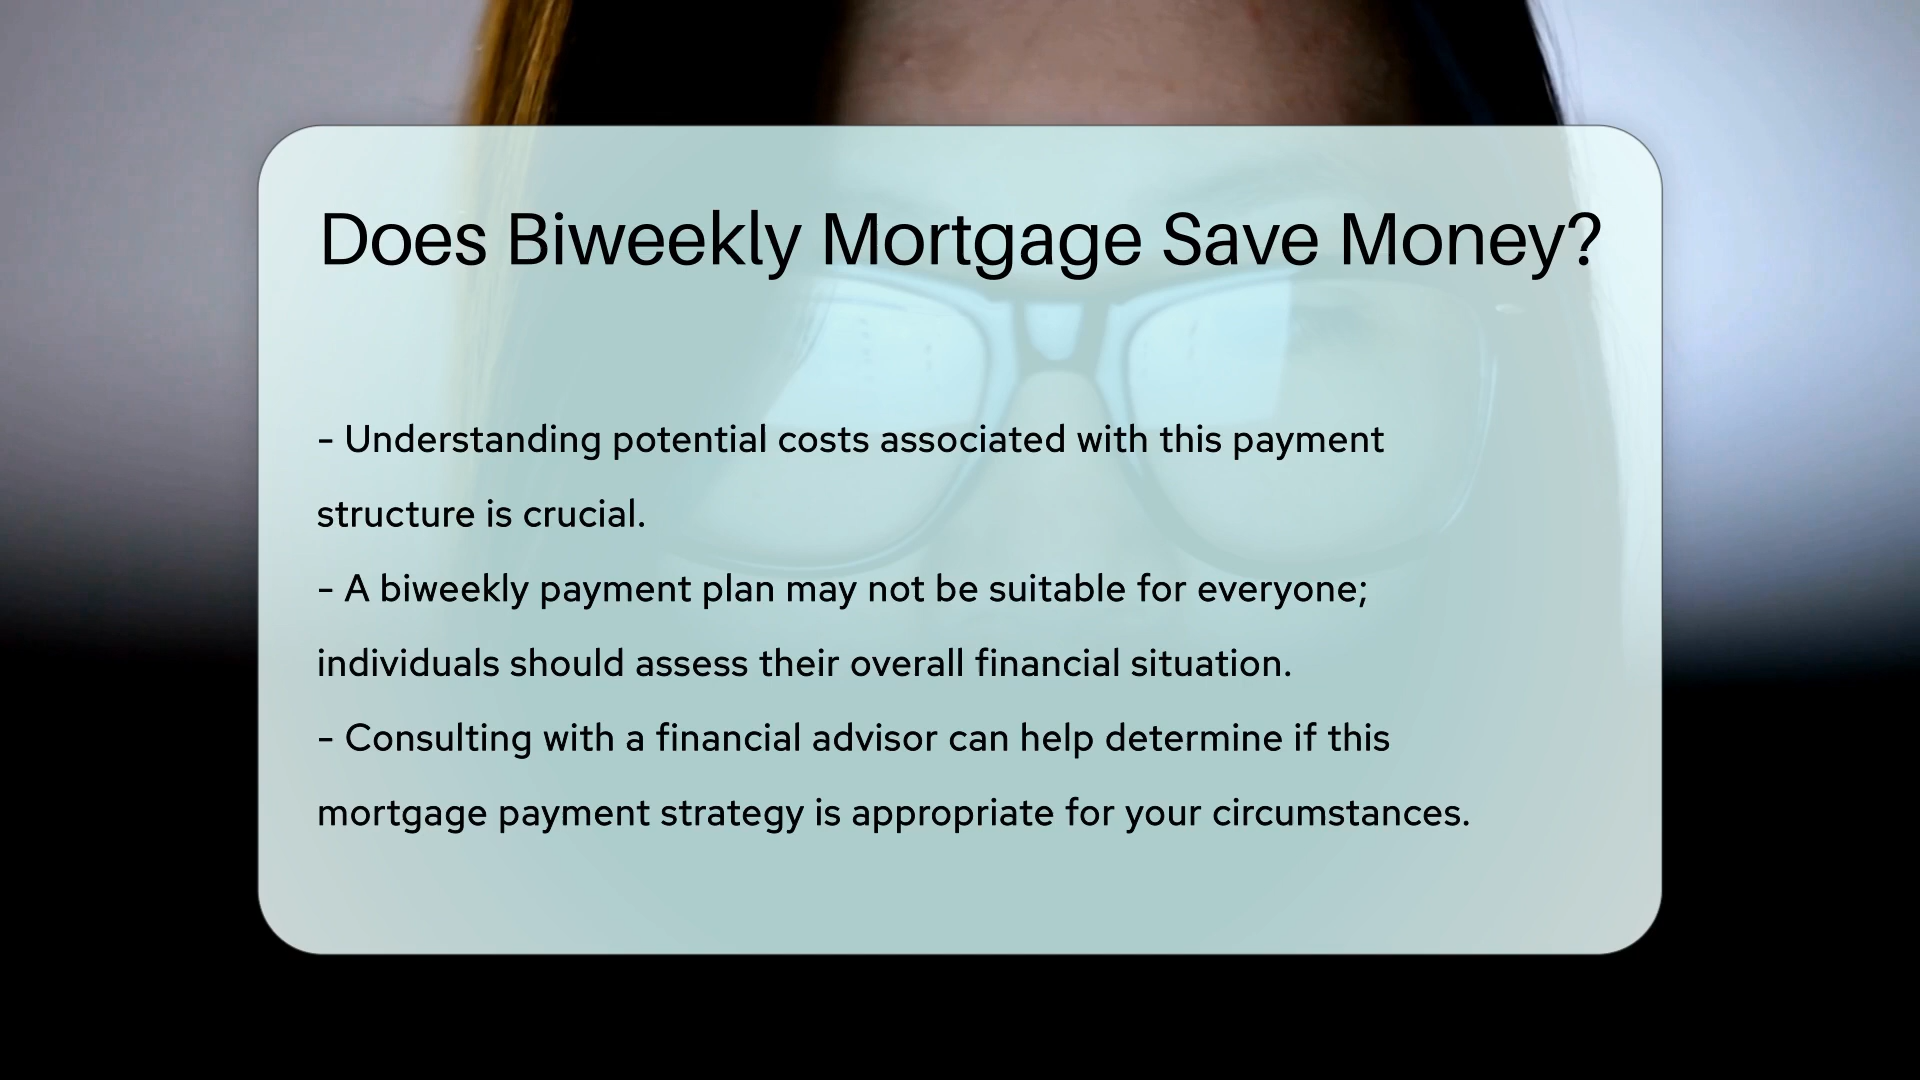 Does Biweekly Mortgage Save Money?
- Understanding potential costs associated with this payment
structure is crucial.
- A biweekly payment plan may not be suitable for everyone;
individuals should assess their overall financial situation.
- Consulting with a financial advisor can help determine if this
mortgage payment strategy is appropriate for your circumstances.